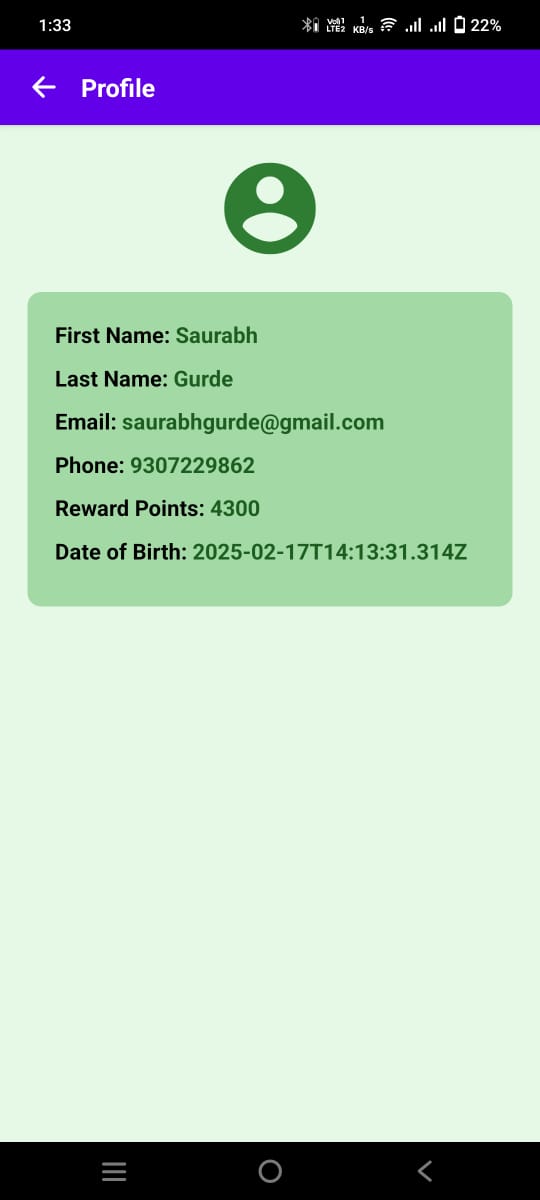 1:33
Vo)) 1
LTE2
1
KB/s
22%
Profile
First Name: Saurabh
Last Name: Gurde
Email: saurabhgurde@gmail.com
Phone: 9307229862
Reward Points: 4300
Date of Birth: 2025-02-17T14:13:31.314Z